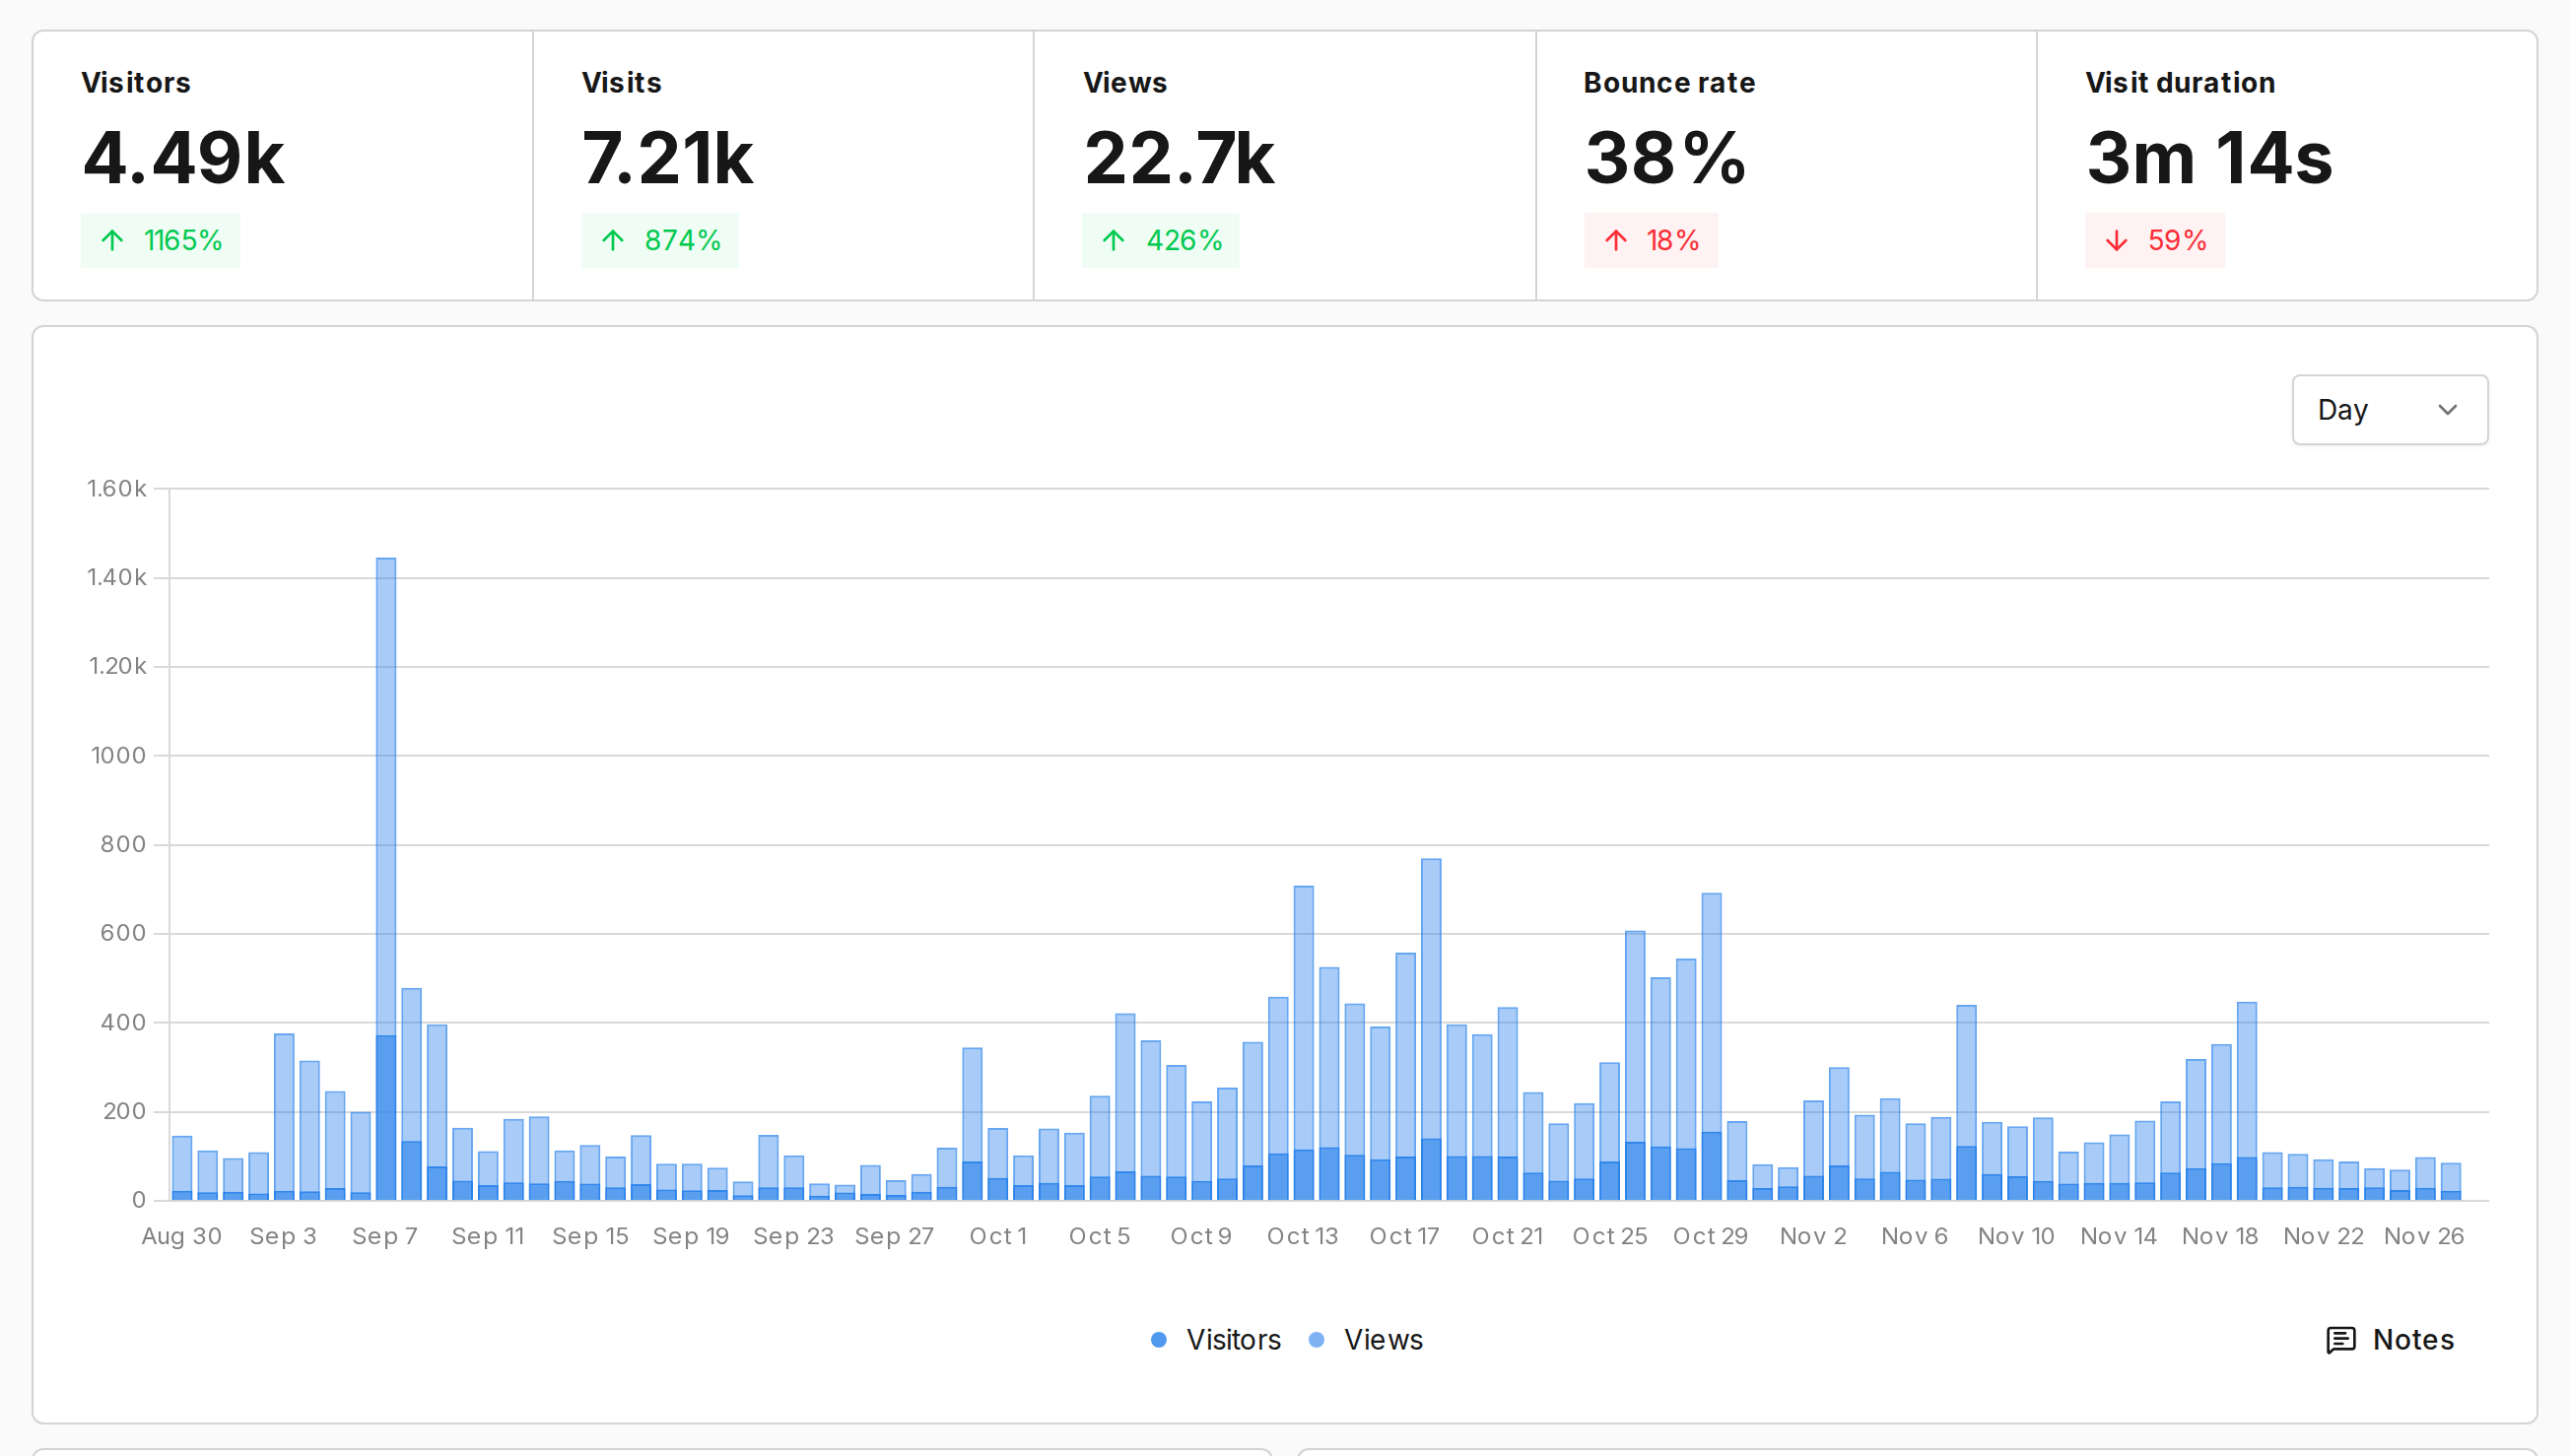 Visitors
4.49k
↑ 1165%
Visits
7.21k
↑ 874%
Views
22.7k
↑ 426%
Bounce rate
38%
↑ 18%
Visit duration
3m 14s
↓ 59%
Day
1.60k
1.40k
1.20k
1000
800
600
400
200
0
Aug 30 Sep 3 Sep 7 Sep 11 Sep 15 Sep 19 Sep 23 Sep 27 Oct 1 Oct 5 Oct 9 Oct 13 Oct 17 Oct 21 Oct 25 Oct 29 Nov 2 Nov 6 Nov 10 Nov 14 Nov 18 Nov 22 Nov 26
Visitors Views
Notes